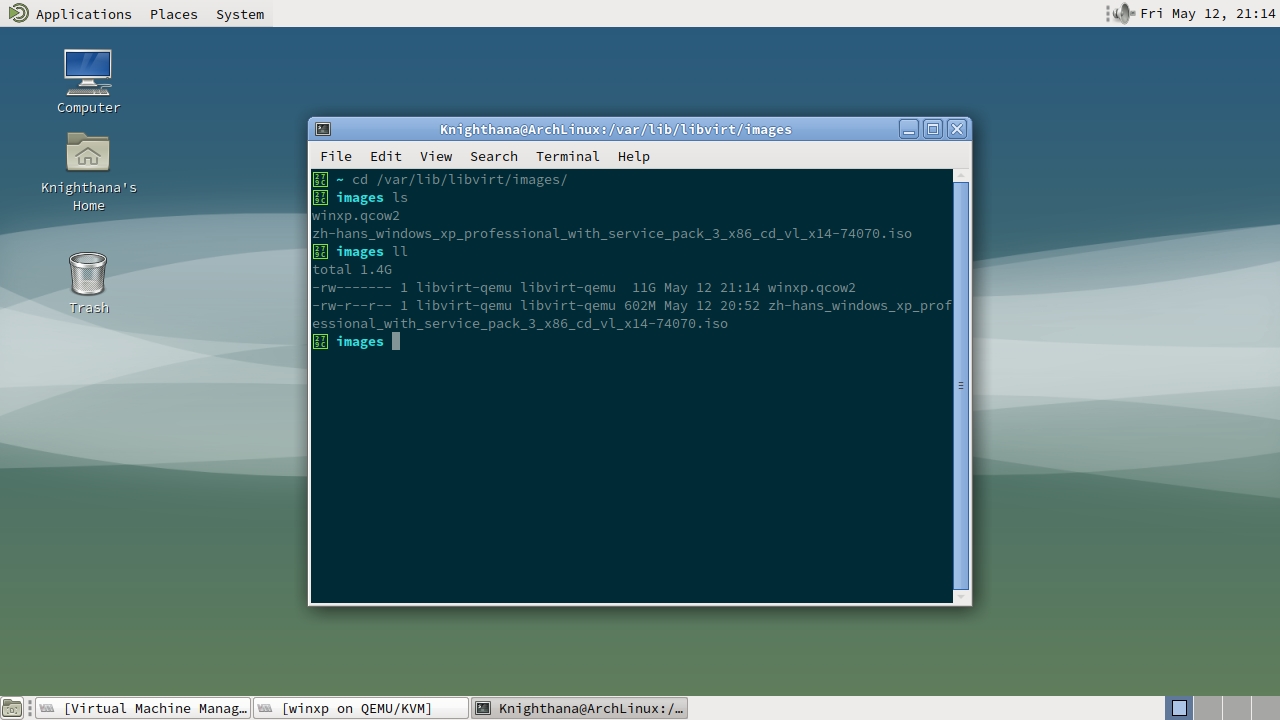 Applications Places System
Fri May 12, 21:14
Computer
Knighthana's
Home
Trash
Knighthana@ArchLinux:/var/lib/libvirt/images
File Edit View Search Terminal Help
~ cd /var/lib/libvirt/images/
images ls
winxp.qcow2
zh-hans_windows_xp_professional_with_service_pack_3_x86_cd_vl_x14-74070.iso
images ll
total 1.4G
-rw------- 1 libvirt-qemu libvirt-qemu  11G May 12 21:14 winxp.qcow2
-rw-r--r-- 1 libvirt-qemu libvirt-qemu 602M May 12 20:52 zh-hans_windows_xp_prof
essional_with_service_pack_3_x86_cd_vl_x14-74070.iso
images
[Virtual Machine Manag... [winxp on QEMU/KVM] Knighthana@ArchLinux:/...